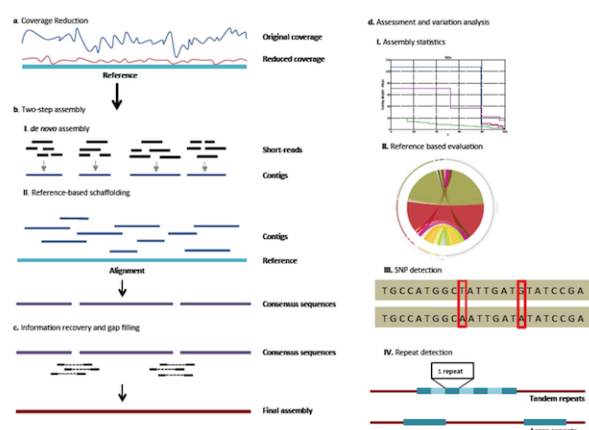 a. Coverage Reduction
Original coverage
Reduced coverage
Reference
b. Two-step assembly
I. de novo assembly
Short-reads
Contigs
II. Reference-based schaffolding
Contigs
Reference
Alignment
Consensus sequences
c. Information recovery and gap filling
Consensus sequences
Final assembly
d. Assessment and variation analysis
I. Assembly statistics
II. Reference based evaluation
III. SNP detection
TGCCATGGCTATTGATGTATCCGA
TGCCATGGCAATTGATATATCCGA
IV. Repeat detection
1 repeat
Tandem repeats